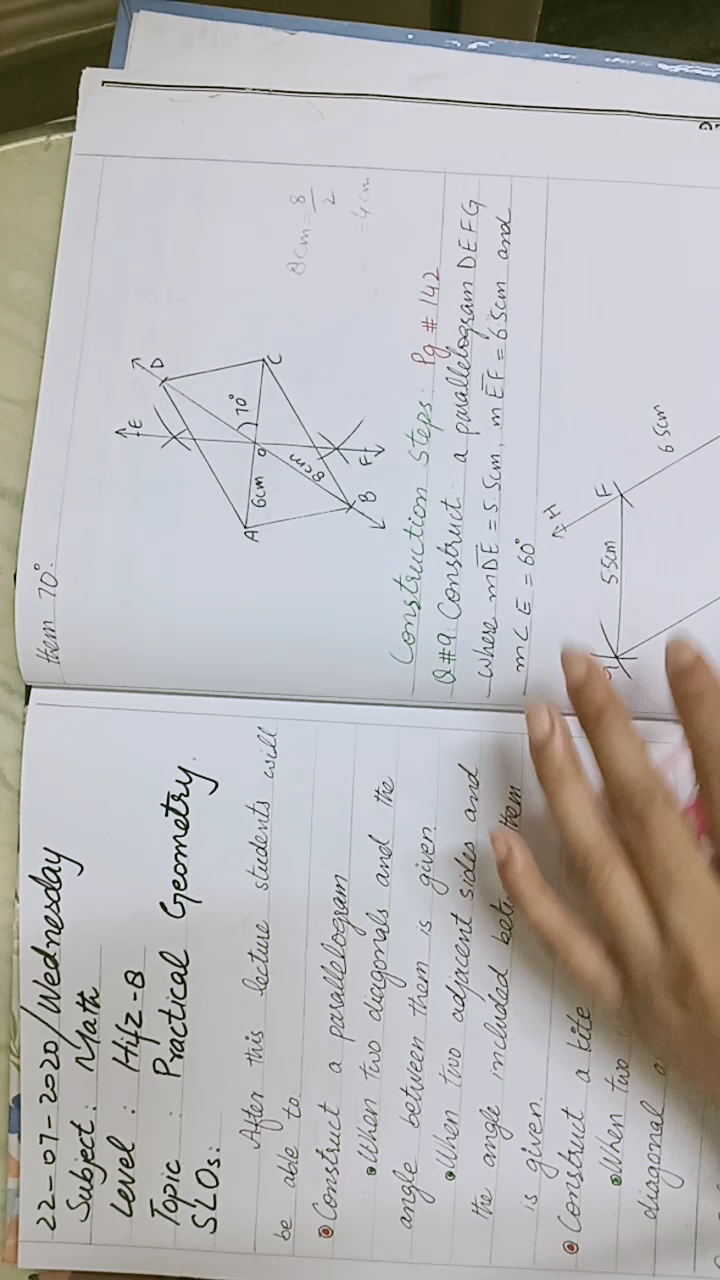 22-07-2020/Wednesday
Subject: Math
Level : Hifz-8
Topic : Practical Geometry.
SLOs:
After this lecture students will
be able to:
Construct a parallelogram
When two diagonals and the
angle between them is given.
When two adjacent sides and
the angle included them
is given.
Construct a kite
When two
diagonal
them 70°.
E
D
C
A
B
F
O
6cm
70°
8cm
8cm = 8/2
= 4cm
Construction Steps: Pg # 142
Q#9: Construct a parallelogram DEFG
where mDE = 5.5cm, mEF = 6.5cm and
m∠E = 60°
H
F
5.5cm
6.5cm